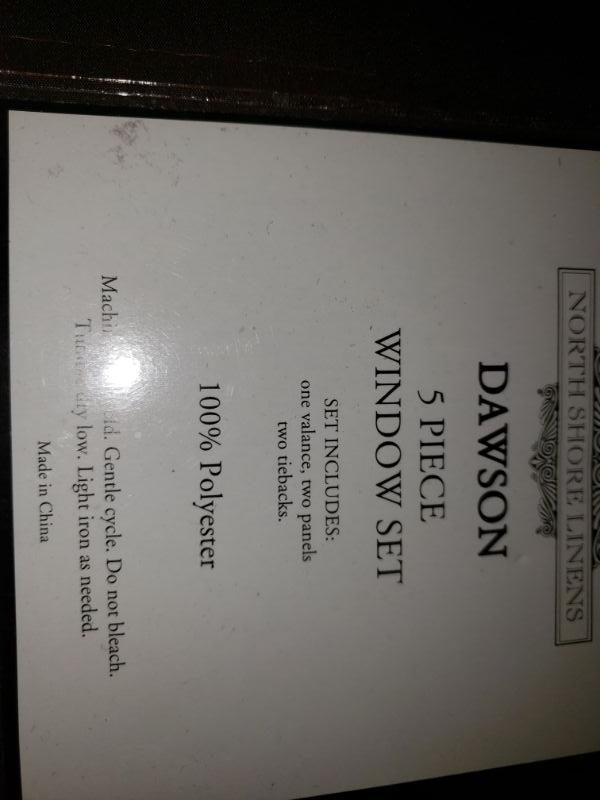 NORTH SHORE LINENS
DAWSON
5 PIECE
WINDOW SET
SET INCLUDES:
one valance, two panels
two tiebacks.
100% Polyester
Gentle cycle. Do not bleach.
dry low. Light iron as needed.
Made in China